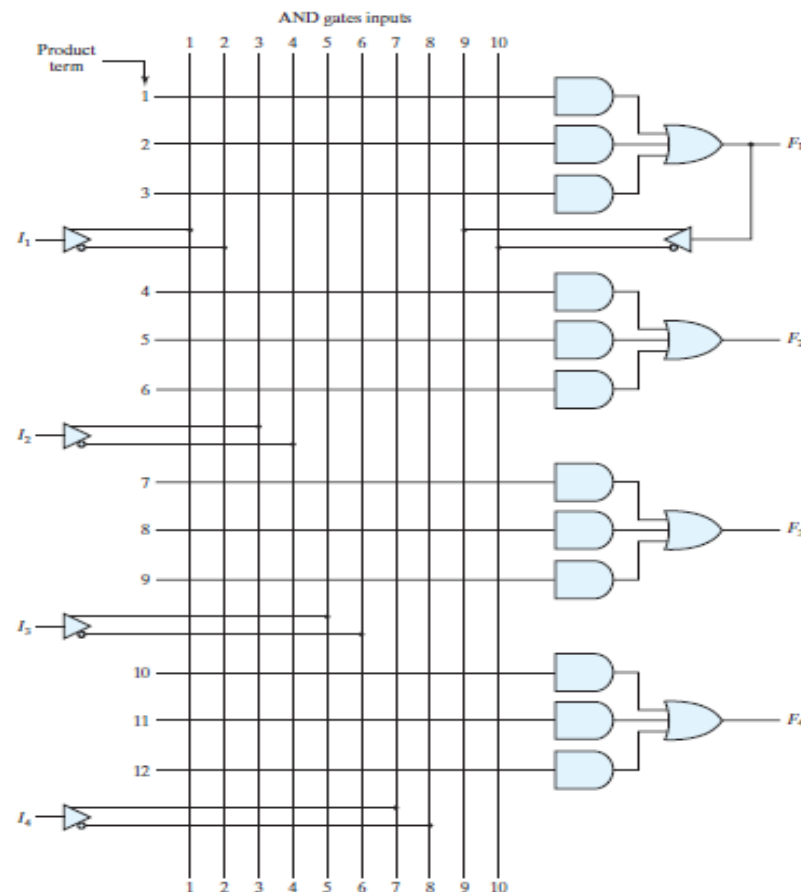 AND gates inputs
1 2 3 4 5 6 7 8 9 10
Product
term
1
2
F₁
3
I₁
4
5
F₂
6
I₂
7
8
F₃
9
I₃
10
11
F₄
12
I₄
1 2 3 4 5 6 7 8 9 10